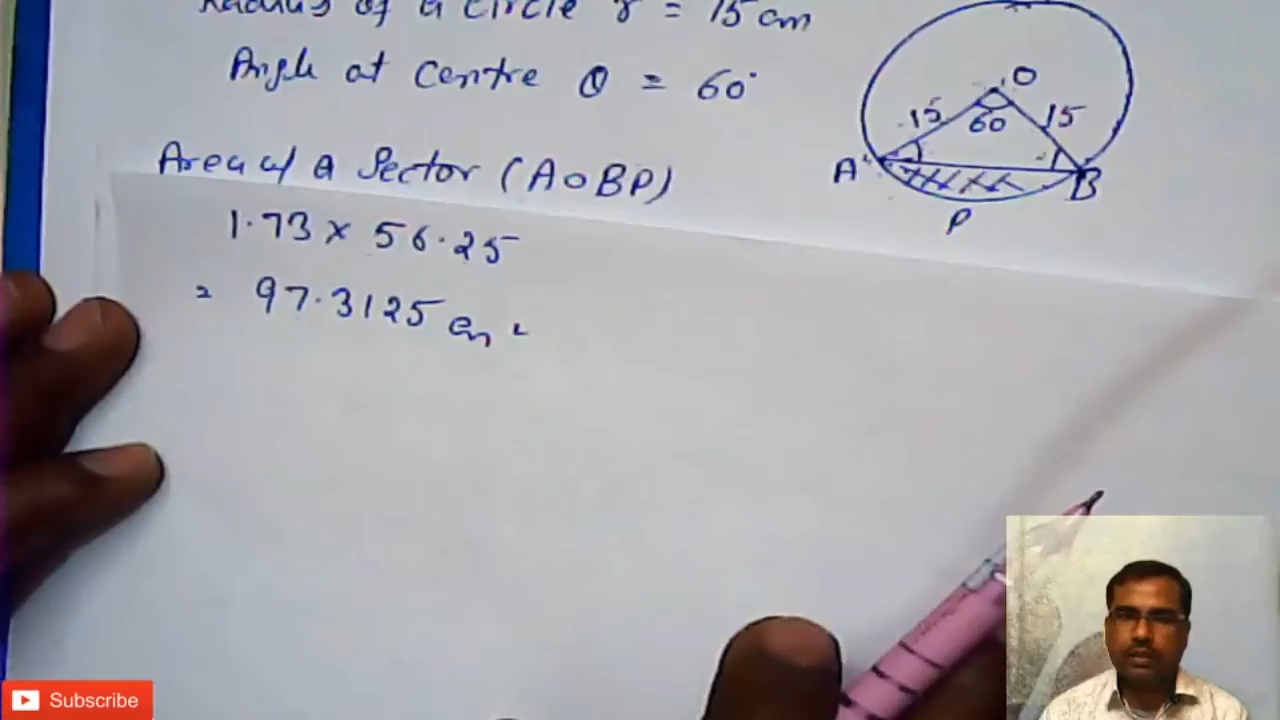 Radius of a circle r = 15 cm
Angle at Centre θ = 60°
Area of a Sector (AOBP)
1.73 x 56.25
= 97.3125 cm²
O
15 60 15
A B
P
Subscribe